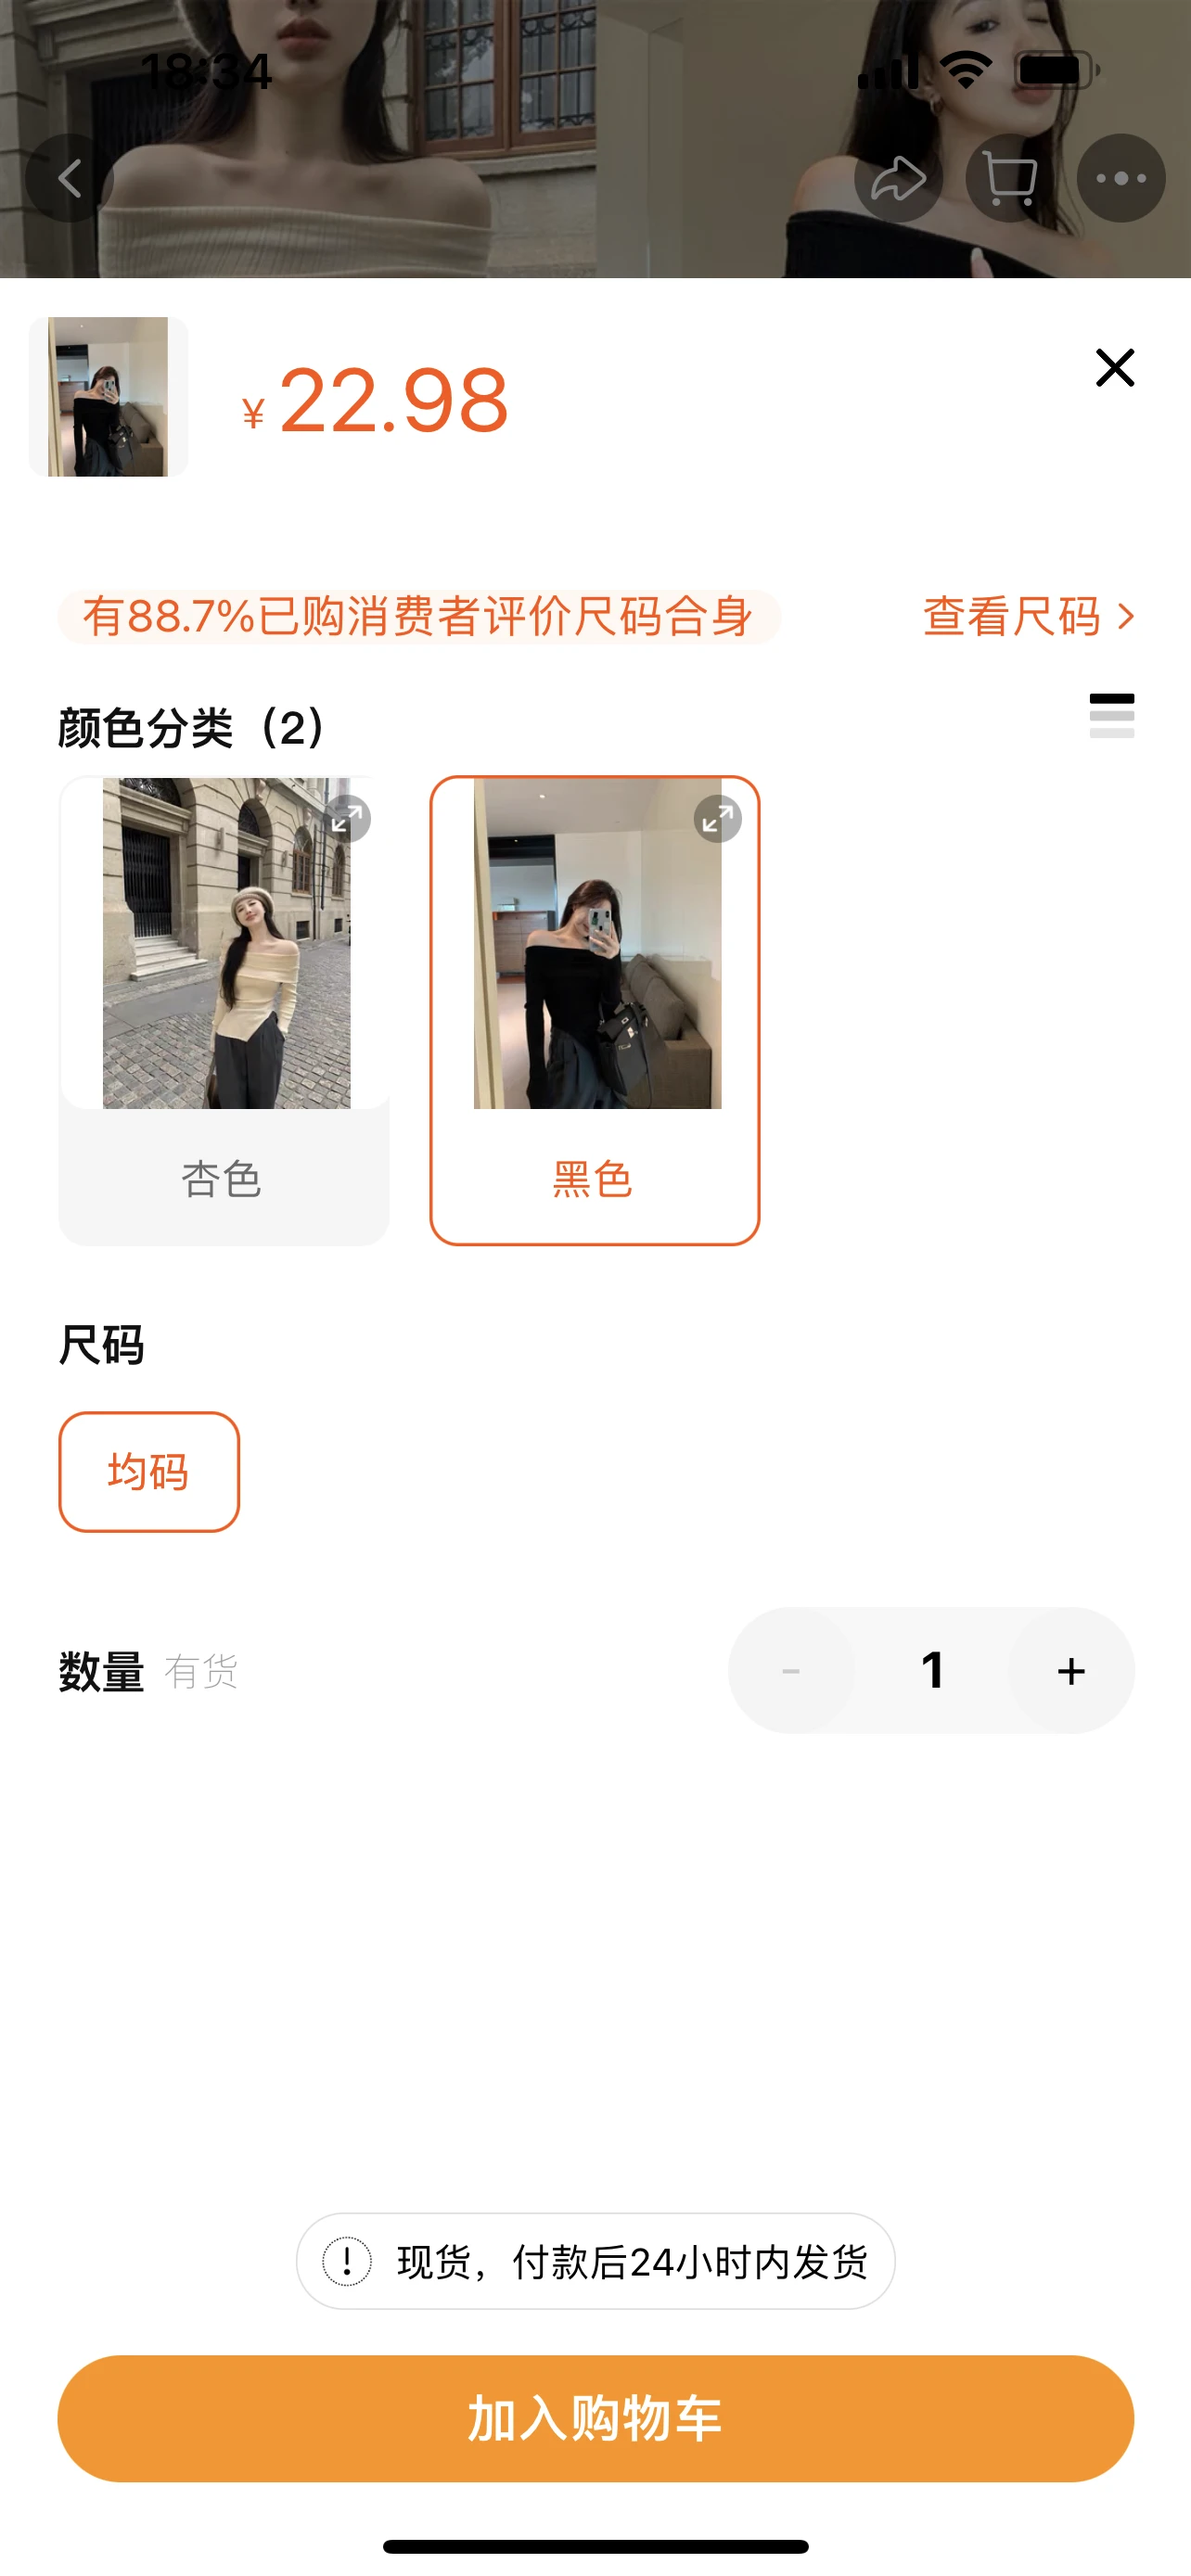 18:34
¥22.98
有88.7%已购消费者评价尺码合身
查看尺码
颜色分类（2）
杏色
黑色
尺码
均码
数量 有货
- 1 +
现货，付款后24小时内发货
加入购物车